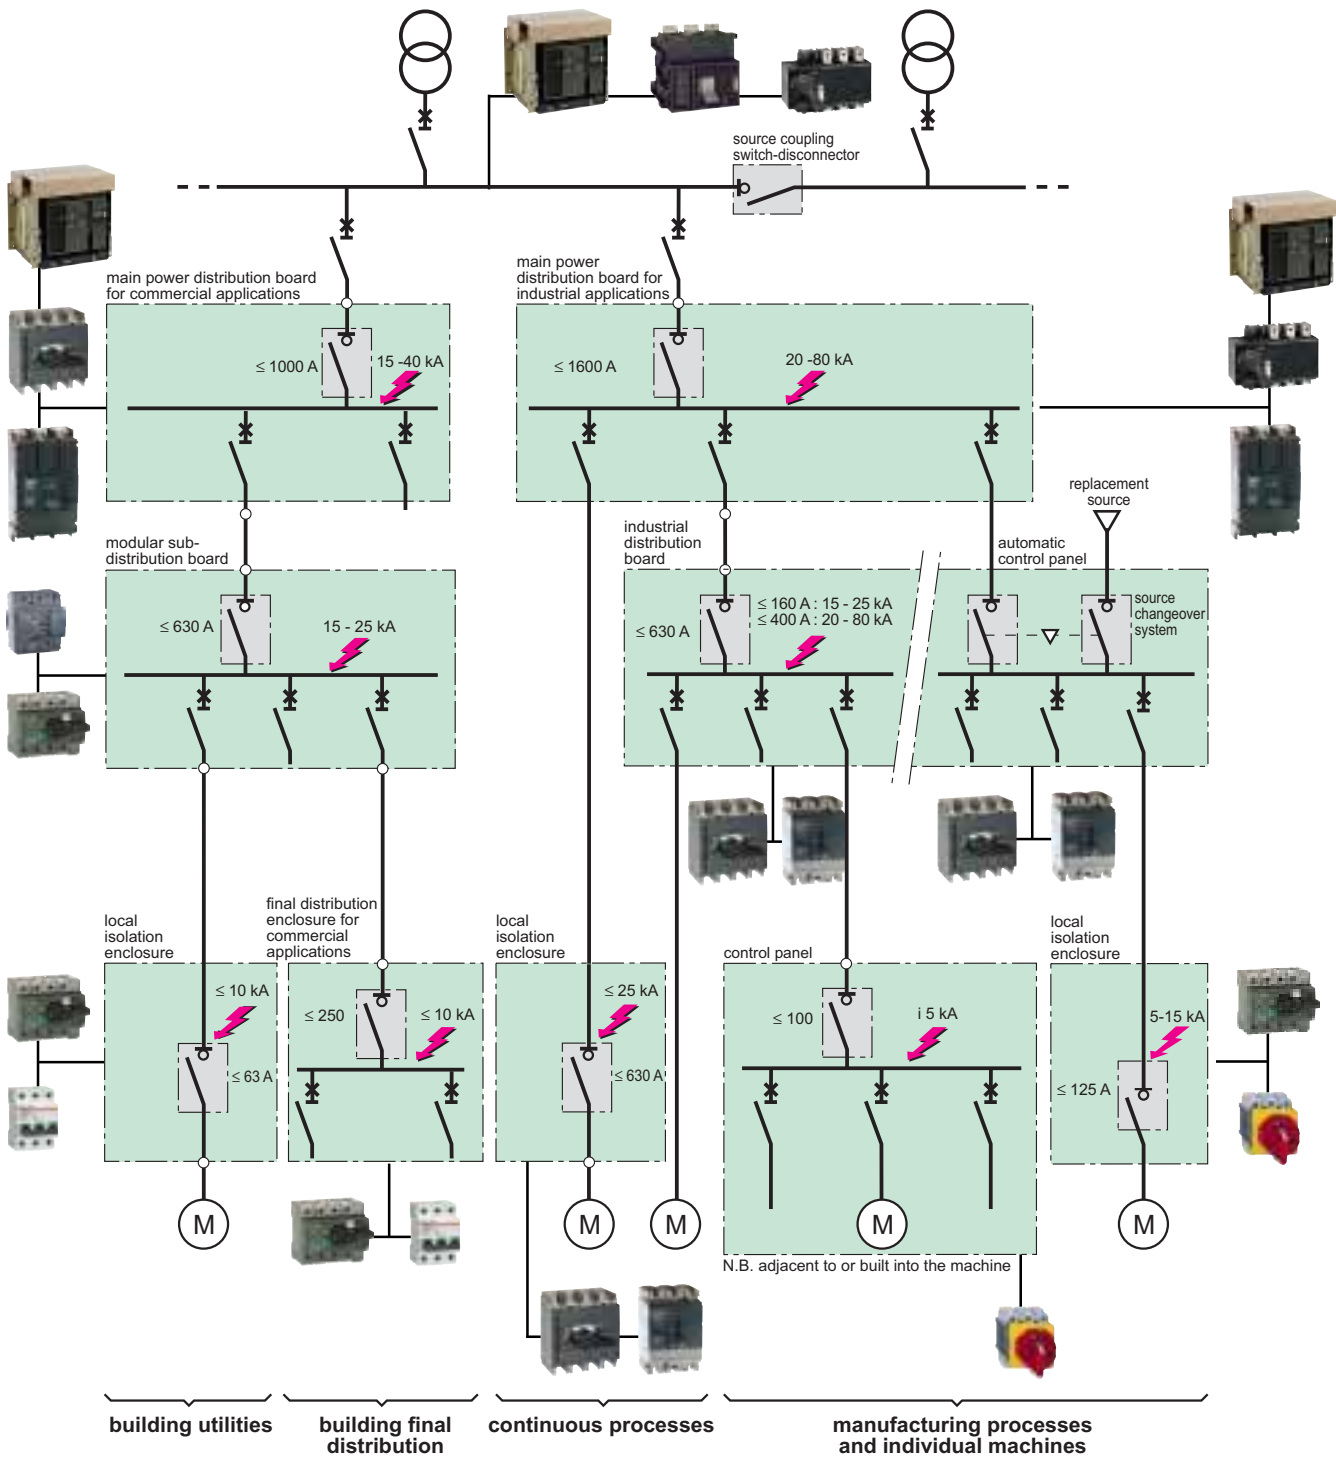 source coupling
switch-disconnector
main power distribution board
for commercial applications
main power
distribution board for
industrial applications
≤ 1000 A
15 -40 kA
≤ 1600 A
20 -80 kA
replacement
source
modular sub-
distribution board
industrial
distribution
board
automatic
control panel
≤ 630 A
15 - 25 kA
≤ 630 A
≤ 160 A : 15 - 25 kA
≤ 400 A : 20 - 80 kA
source
changeover
system
local
isolation
enclosure
final distribution
enclosure for
commercial
applications
local
isolation
enclosure
control panel
local
isolation
enclosure
≤ 10 kA
≤ 63 A
≤ 250
≤ 10 kA
≤ 25 kA
≤ 630 A
≤ 100
i 5 kA
5-15 kA
≤ 125 A
M
M
M
M
M
N.B. adjacent to or built into the machine
building utilities
building final
distribution
continuous processes
manufacturing processes
and individual machines